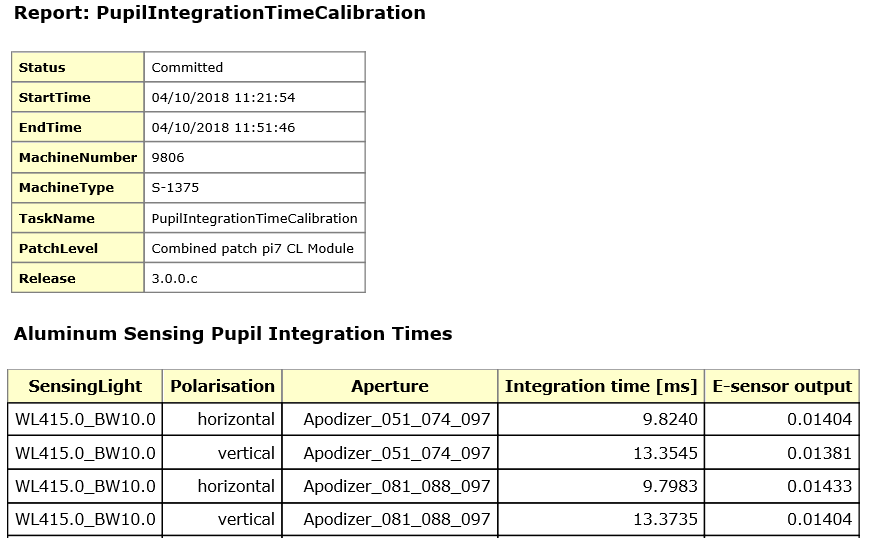 Report: PupilIntegrationTimeCalibration
Status Committed
StartTime 04/10/2018 11:21:54
EndTime 04/10/2018 11:51:46
MachineNumber 9806
MachineType S-1375
TaskName PupilIntegrationTimeCalibration
PatchLevel Combined patch pi7 CL Module
Release 3.0.0.c
Aluminum Sensing Pupil Integration Times
SensingLight Polarisation Aperture Integration time [ms] E-sensor output
WL415.0_BW10.0 horizontal Apodizer_051_074_097 9.8240 0.01404
WL415.0_BW10.0 vertical Apodizer_051_074_097 13.3545 0.01381
WL415.0_BW10.0 horizontal Apodizer_081_088_097 9.7983 0.01433
WL415.0_BW10.0 vertical Apodizer_081_088_097 13.3735 0.01404